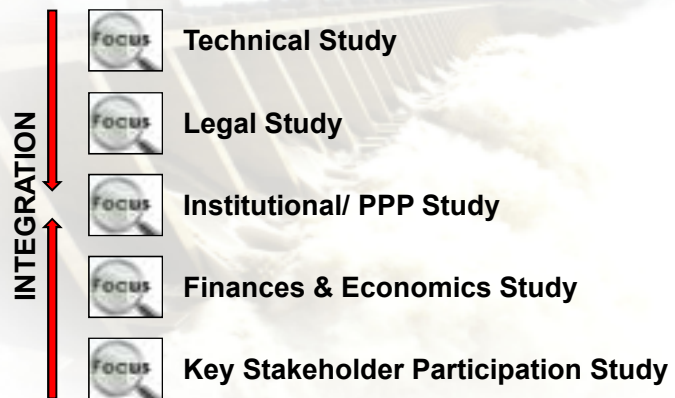 INTEGRATION
Focus
Technical Study
Focus
Legal Study
Focus
Institutional/ PPP Study
Focus
Finances & Economics Study
Focus
Key Stakeholder Participation Study